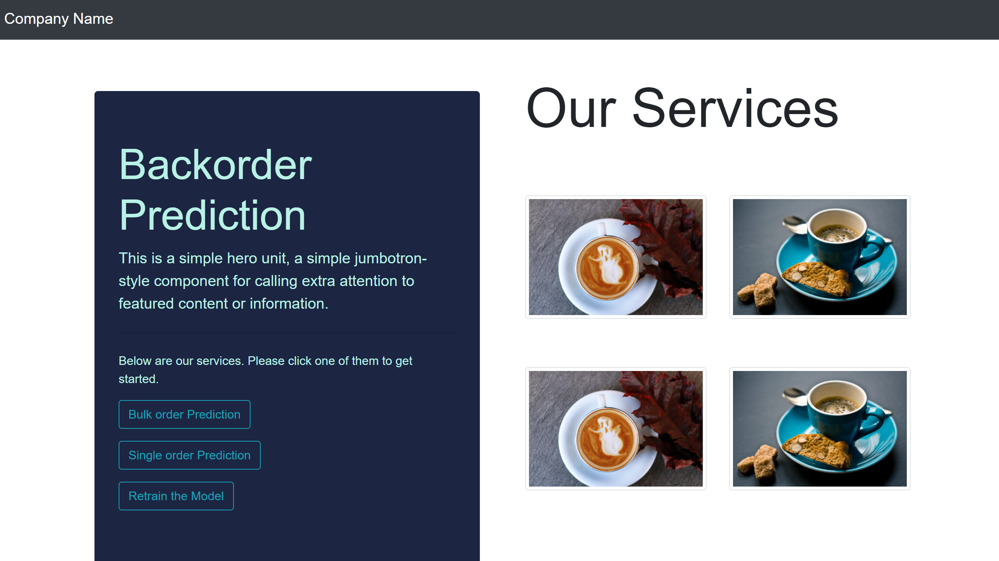 Company Name
Backorder
Prediction
This is a simple hero unit, a simple jumbotron-
style component for calling extra attention to
featured content or information.
Below are our services. Please click one of them to get
started.
Bulk order Prediction
Single order Prediction
Retrain the Model
Our Services